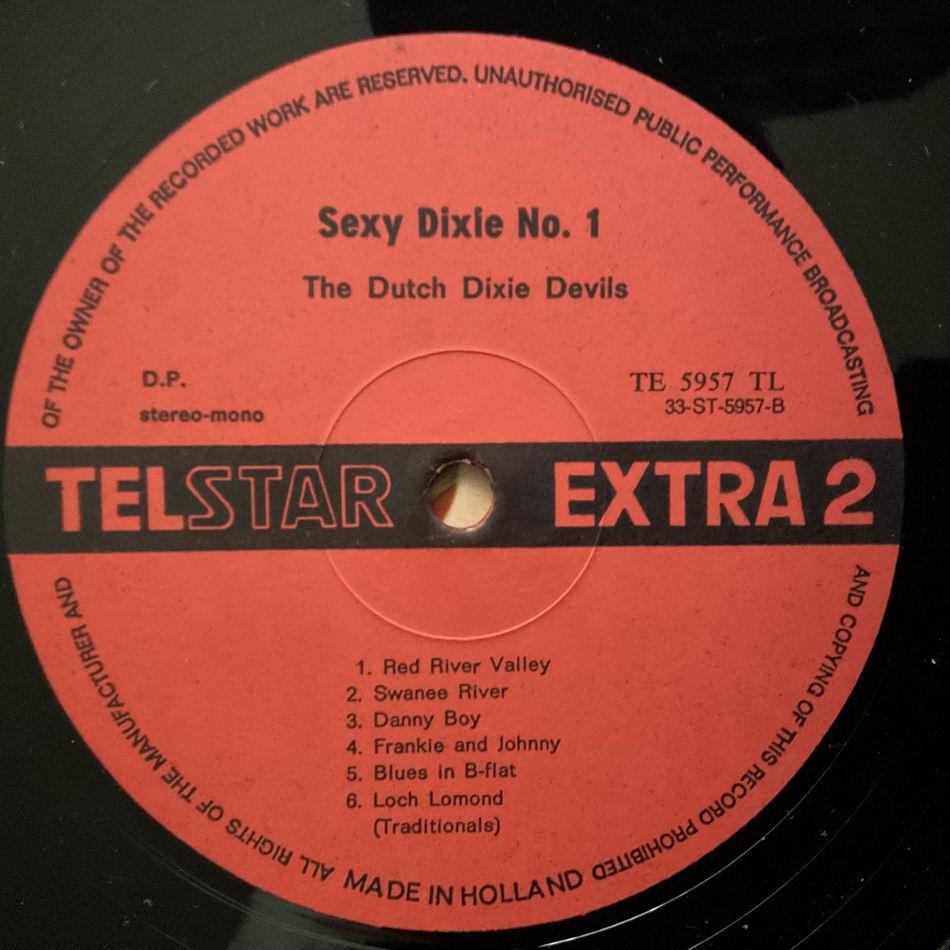 Sexy Dixie No. 1
The Dutch Dixie Devils
D.P.
stereo-mono
TE 5957 TL
33-ST-5957-B
TELSTAR EXTRA 2
1. Red River Valley
2. Swanee River
3. Danny Boy
4. Frankie and Johnny
5. Blues in B-flat
6. Loch Lomond
(Traditionals)
MADE IN HOLLAND
ALL RIGHTS OF THE MANUFACTURER AND OF THE OWNER OF THE RECORDED WORK ARE RESERVED. UNAUTHORISED PUBLIC PERFORMANCE BROADCASTING AND COPYING OF THIS RECORD PROHIBITED